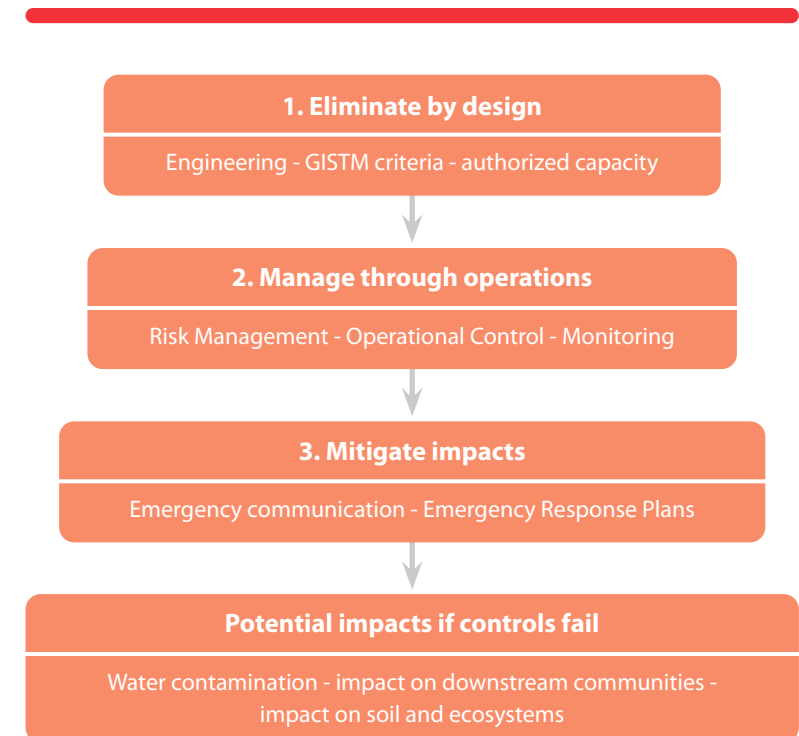 1. Eliminate by design
Engineering - GISTM criteria - authorized capacity
2. Manage through operations
Risk Management - Operational Control - Monitoring
3. Mitigate impacts
Emergency communication - Emergency Response Plans
Potential impacts if controls fail
Water contamination - impact on downstream communities -
impact on soil and ecosystems